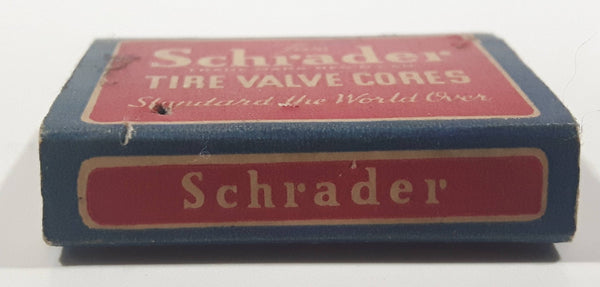 Schrader
TIRE VALVE CORES
Standard the World Over
Schrader